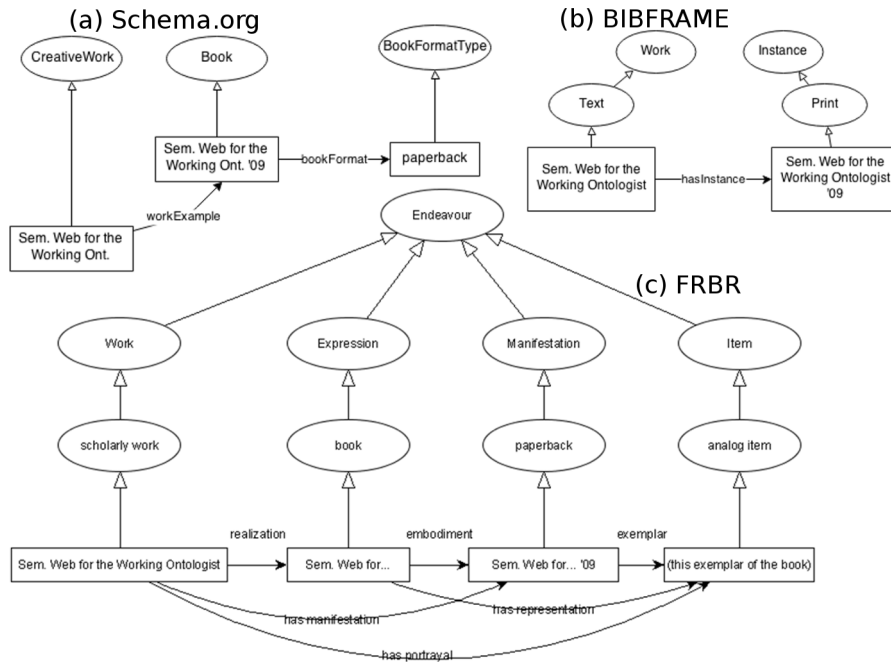 (a) Schema.org
CreativeWork
Book
BookFormatType
Sem. Web for the
Working Ont. '09
bookFormat
paperback
workExample
Sem. Web for the
Working Ont.
(b) BIBFRAME
Work
Instance
Text
Print
Sem. Web for the
Working Ontologist
hasInstance
Sem. Web for the
Working Ontologist
'09
Endeavour
(c) FRBR
Work
Expression
Manifestation
Item
scholarly work
book
paperback
analog item
realization
embodiment
exemplar
Sem. Web for the Working Ontologist
Sem. Web for...
Sem. Web for... '09
(this exemplar of the book)
has manifestation
has representation
has portrayal